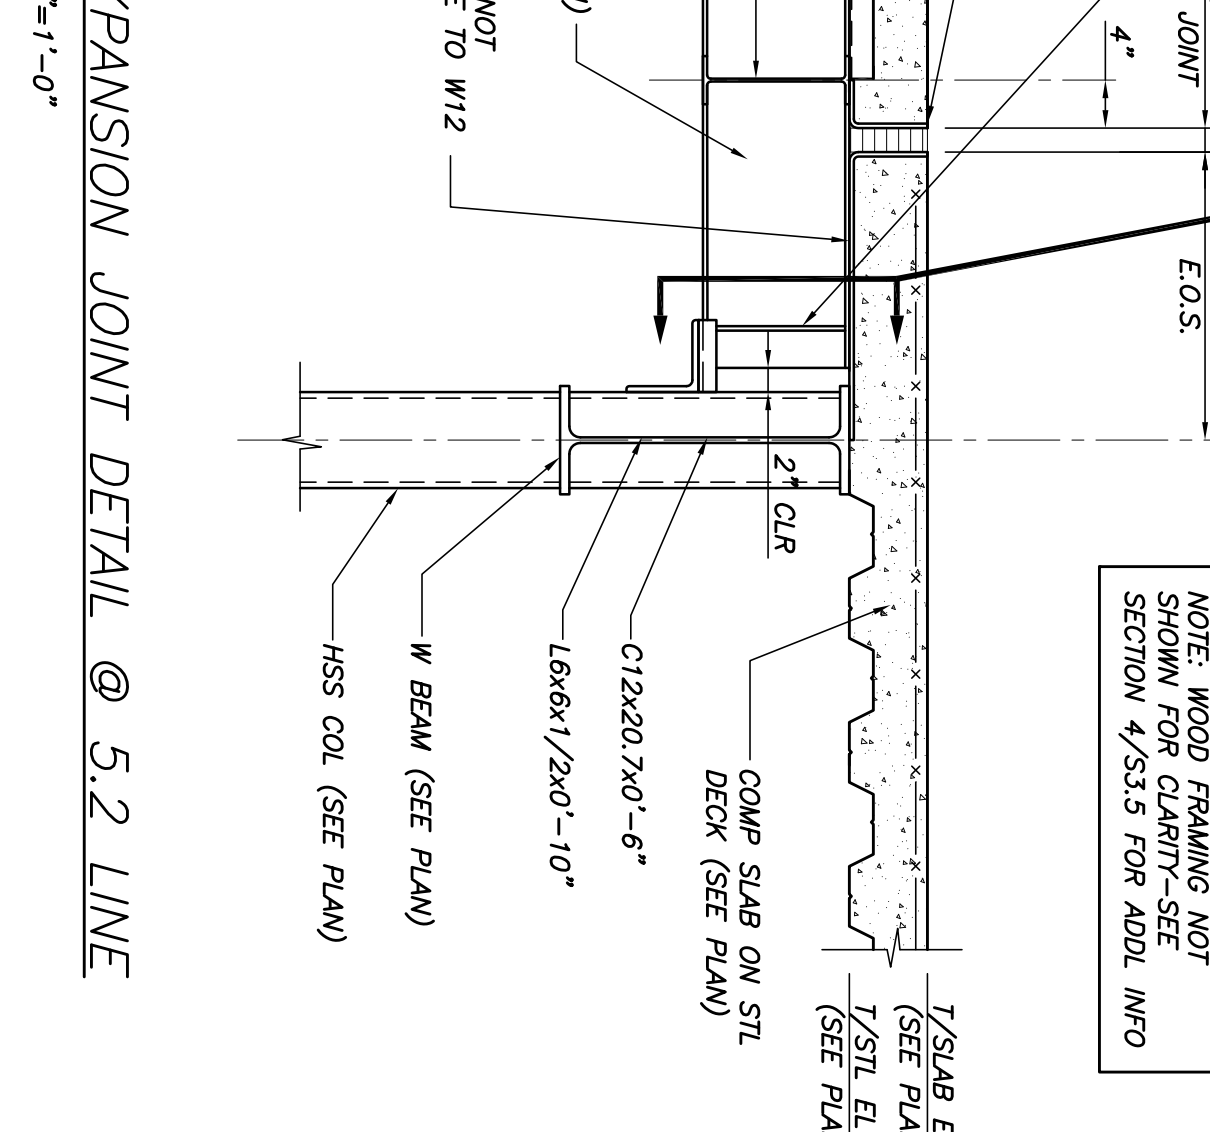 JOINT
4"
E.O.S.
NOT
TO W12
2" CLR
NOTE: WOOD FRAMING NOT
SHOWN FOR CLARITY-SEE
SECTION 4/S3.5 FOR ADDL INFO
T/SLAB E
(SEE PLA
T/STL EL
(SEE PLA
COMP SLAB ON STL
DECK (SEE PLAN)
C12x20.7x0'-6"
L6x6x1/2x0'-10"
W BEAM (SEE PLAN)
HSS COL (SEE PLAN)
PANSION JOINT DETAIL @ 5.2 LINE
"=1'-0"